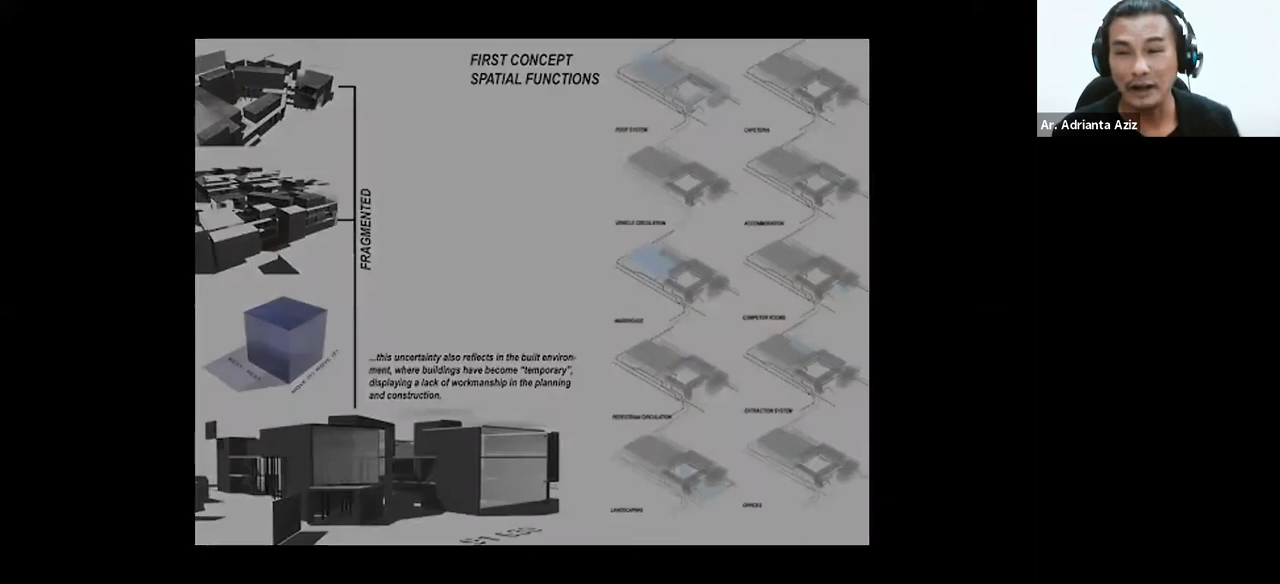 FIRST CONCEPT
SPATIAL FUNCTIONS
FRAGMENTED
...this uncertainty also reflects in the built environ-
ment, where buildings have become "temporary",
displaying a lack of workmanship in the planning
and construction.
ROOF SYSTEM
CAFETERIA
VEHICLE CIRCULATION
ACCOMMODATION
WAREHOUSE
COMPUTER ROOMS
PEDESTRIAN CIRCULATION
EXTRACTION SYSTEM
LANDSCAPING
OFFICES
Ar. Adrianta Aziz